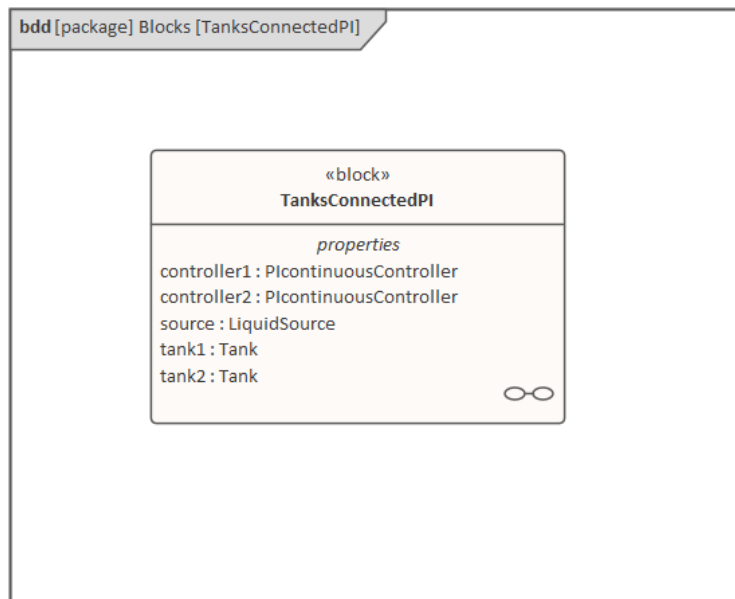 bdd [package] Blocks [TanksConnectedPI]
«block»
TanksConnectedPI
properties
controller1 : PIcontinuousController
controller2 : PIcontinuousController
source : LiquidSource
tank1 : Tank
tank2 : Tank